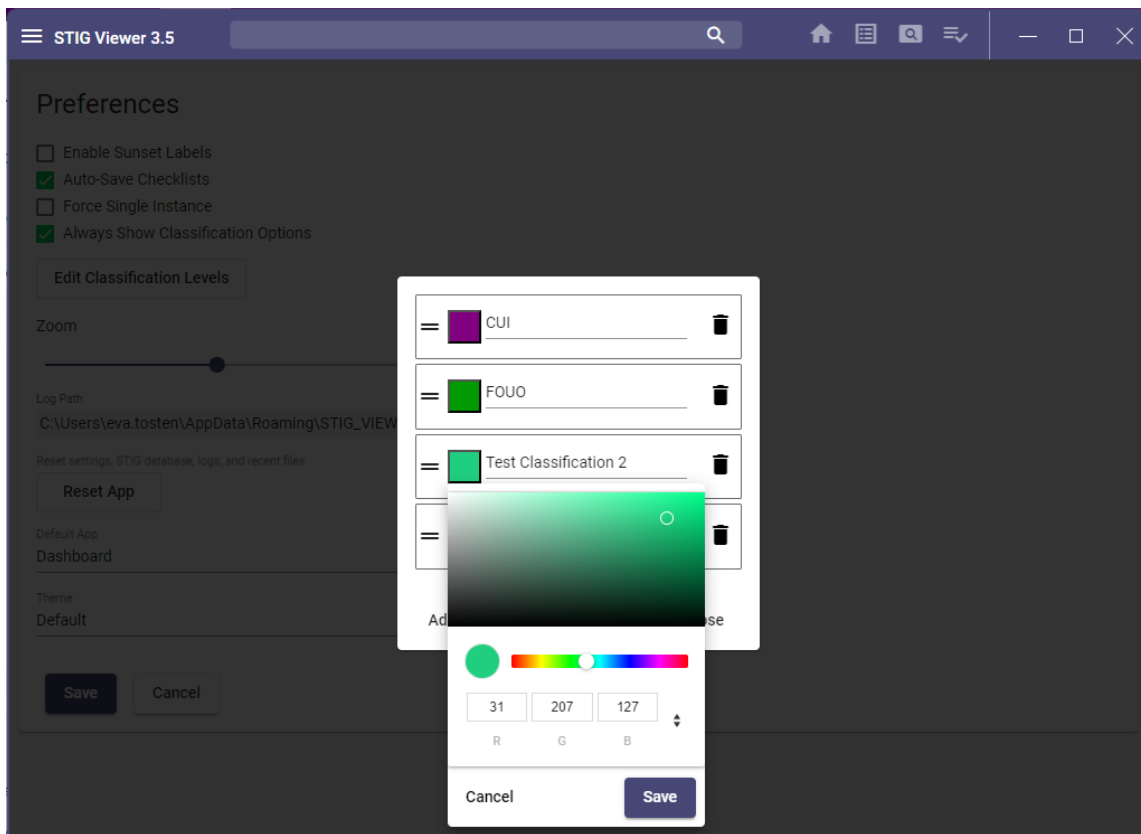 STIG Viewer 3.5
Preferences
Enable Sunset Labels
Auto-Save Checklists
Force Single Instance
Always Show Classification Options
Edit Classification Levels
Zoom
Log Path
C:\Users\eva.tosten\AppData\Roaming\STIG_VIEW
Reset settings, STIG database, logs, and recent files
Reset App
Default App
Dashboard
Theme
Default
Save Cancel
CUI
FOUO
Test Classification 2
31 207 127
R G B
Cancel Save